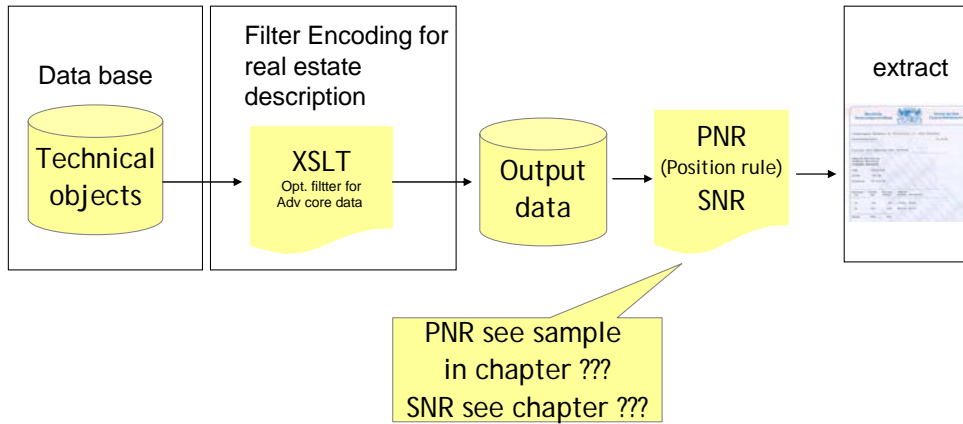 Data base
Technical
objects
Filter Encoding for
real estate
description
XSLT
Opt. filtter for
Adv core data
Output
data
PNR
(Position rule)
SNR
extract
PNR see sample
in chapter ???
SNR see chapter ???